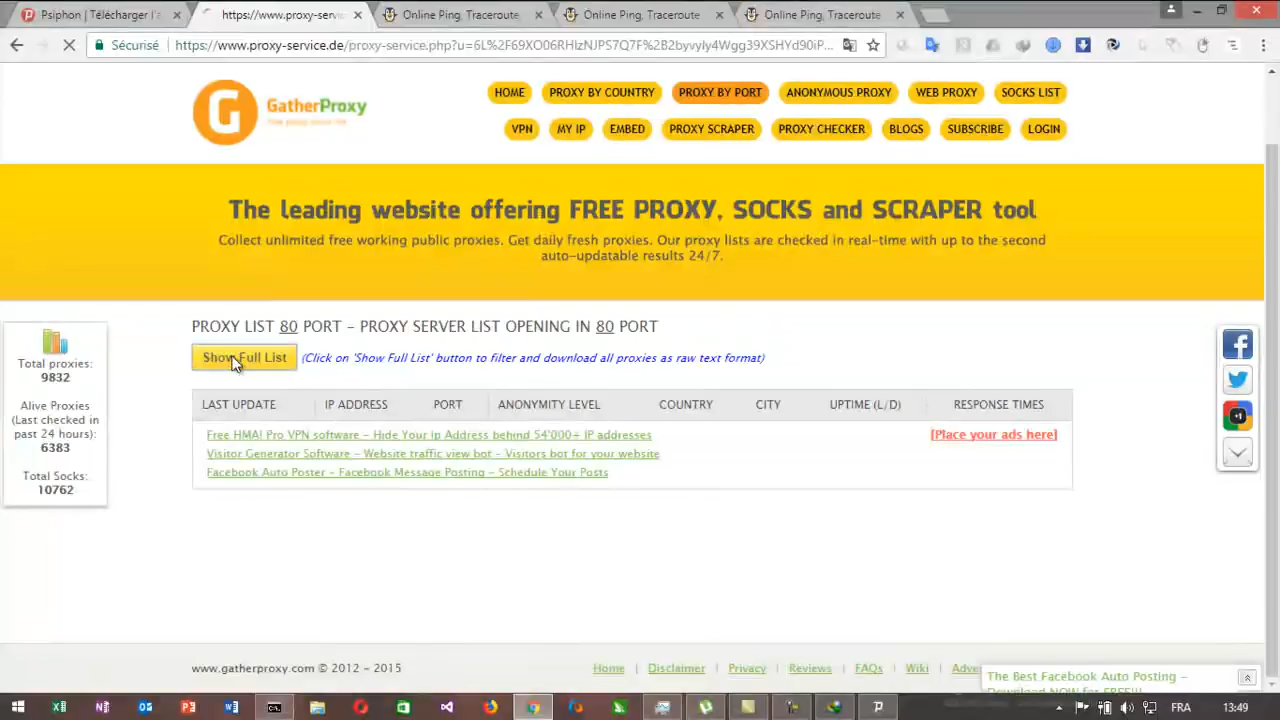 Psiphon | Télécharger l'a
https://www.proxy-serv
Online Ping, Traceroute
Online Ping, Traceroute
Online Ping, Traceroute
Sécurisé
https://www.proxy-service.de/proxy-service.php?u=6L%2F69XO06RHIzNJPS7Q7F%2B2byvyly4Wgg39XSHYd90iP...
GatherProxy
HOME
PROXY BY COUNTRY
PROXY BY PORT
ANONYMOUS PROXY
WEB PROXY
SOCKS LIST
VPN
MY IP
EMBED
PROXY SCRAPER
PROXY CHECKER
BLOGS
SUBSCRIBE
LOGIN
The leading website offering FREE PROXY, SOCKS and SCRAPER tool
Collect unlimited free working public proxies. Get daily fresh proxies. Our proxy lists are checked in real-time with up to the second
auto-updatable results 24/7.
Total proxies:
9832
Alive Proxies
(Last checked in
past 24 hours):
6383
Total Socks:
10762
PROXY LIST 80 PORT - PROXY SERVER LIST OPENING IN 80 PORT
Show Full List
(Click on 'Show Full List' button to filter and download all proxies as raw text format)
LAST UPDATE
IP ADDRESS
PORT
ANONYMITY LEVEL
COUNTRY
CITY
UPTIME (L/D)
RESPONSE TIMES
Free HMA! Pro VPN software - Hide Your Ip Address behind 54'000+ IP addresses
[Place your ads here]
Visitor Generator Software - Website traffic view bot - Visitors bot for your website
Facebook Auto Poster - Facebook Message Posting - Schedule Your Posts
www.gatherproxy.com © 2012 - 2015
Home | Disclaimer | Privacy | Reviews | FAQs | Wiki | Adve
The Best Facebook Auto Posting -
Download NOW for FREE!!!
FRA
13:49